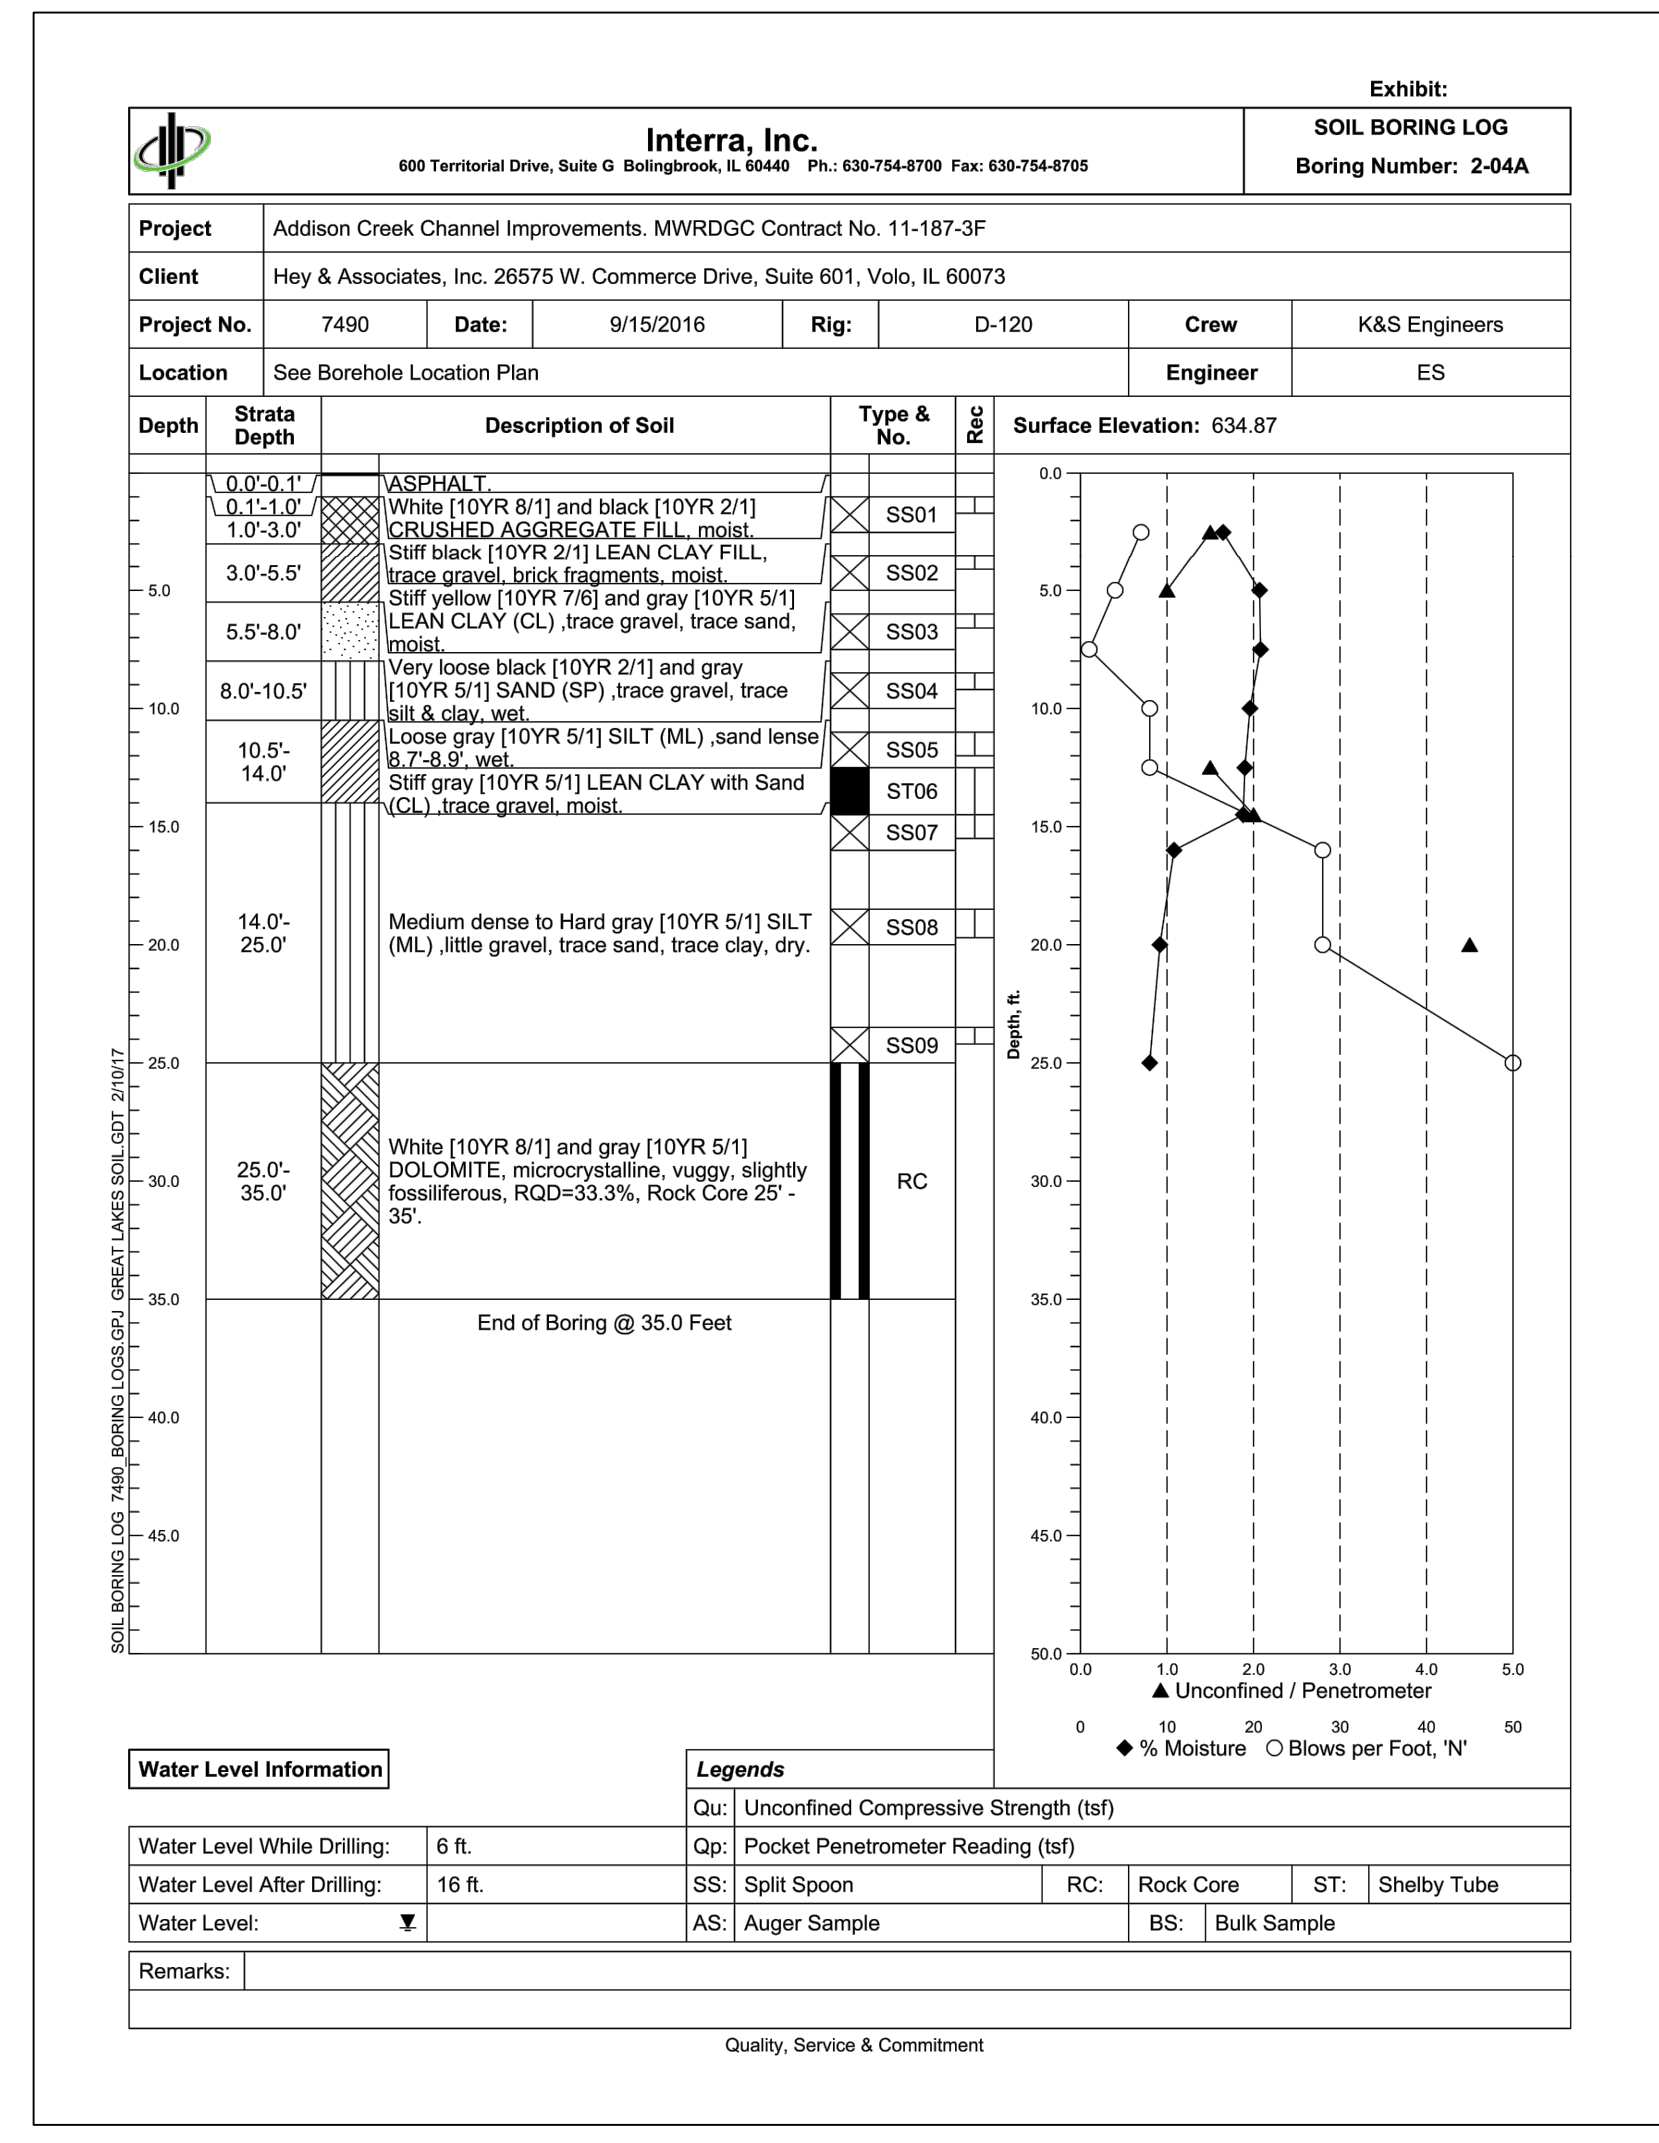 Exhibit:
Interra, Inc.
600 Territorial Drive, Suite G Bolingbrook, IL 60440 Ph.: 630-754-8700 Fax: 630-754-8705
SOIL BORING LOG
Boring Number: 2-04A
Project Addison Creek Channel Improvements. MWRDGC Contract No. 11-187-3F
Client Hey & Associates, Inc. 26575 W. Commerce Drive, Suite 601, Volo, IL 60073
Project No. 7490 Date: 9/15/2016 Rig: D-120 Crew K&S Engineers
Location See Borehole Location Plan Engineer ES
Depth
Strata
Depth
Description of Soil
Type &
No.
Rec
Surface Elevation: 634.87
0.0'-0.1'
ASPHALT.
0.1'-1.0'
White [10YR 8/1] and black [10YR 2/1]
CRUSHED AGGREGATE FILL, moist.
SS01
1.0'-3.0'
Stiff black [10YR 2/1] LEAN CLAY FILL,
trace gravel, brick fragments, moist.
SS02
3.0'-5.5'
5.0
Stiff yellow [10YR 7/6] and gray [10YR 5/1]
LEAN CLAY (CL) ,trace gravel, trace sand,
moist.
SS03
5.5'-8.0'
Very loose black [10YR 2/1] and gray
[10YR 5/1] SAND (SP) ,trace gravel, trace
silt & clay, wet.
SS04
8.0'-10.5'
10.0
Loose gray [10YR 5/1] SILT (ML) ,sand lense
8.7'-8.9', wet.
SS05
10.5'-
14.0'
Stiff gray [10YR 5/1] LEAN CLAY with Sand
(CL) ,trace gravel, moist.
ST06
15.0
SS07
14.0'-
25.0'
Medium dense to Hard gray [10YR 5/1] SILT
(ML) ,little gravel, trace sand, trace clay, dry.
SS08
20.0
SS09
25.0
25.0'-
35.0'
White [10YR 8/1] and gray [10YR 5/1]
DOLOMITE, microcrystalline, vuggy, slightly
fossiliferous, RQD=33.3%, Rock Core 25' -
35'.
RC
30.0
35.0
End of Boring @ 35.0 Feet
40.0
45.0
SOIL BORING LOG 7490_BORING LOGS.GPJ GREAT LAKES SOIL.GDT 2/10/17
Depth, ft.
0.0
5.0
10.0
15.0
20.0
25.0
30.0
35.0
40.0
45.0
50.0
0.0 1.0 2.0 3.0 4.0 5.0
Unconfined / Penetrometer
0 10 20 30 40 50
% Moisture Blows per Foot, 'N'
Water Level Information
Legends
Qu: Unconfined Compressive Strength (tsf)
Water Level While Drilling: 6 ft. Qp: Pocket Penetrometer Reading (tsf)
Water Level After Drilling: 16 ft. SS: Split Spoon RC: Rock Core ST: Shelby Tube
Water Level: AS: Auger Sample BS: Bulk Sample
Remarks:
Quality, Service & Commitment